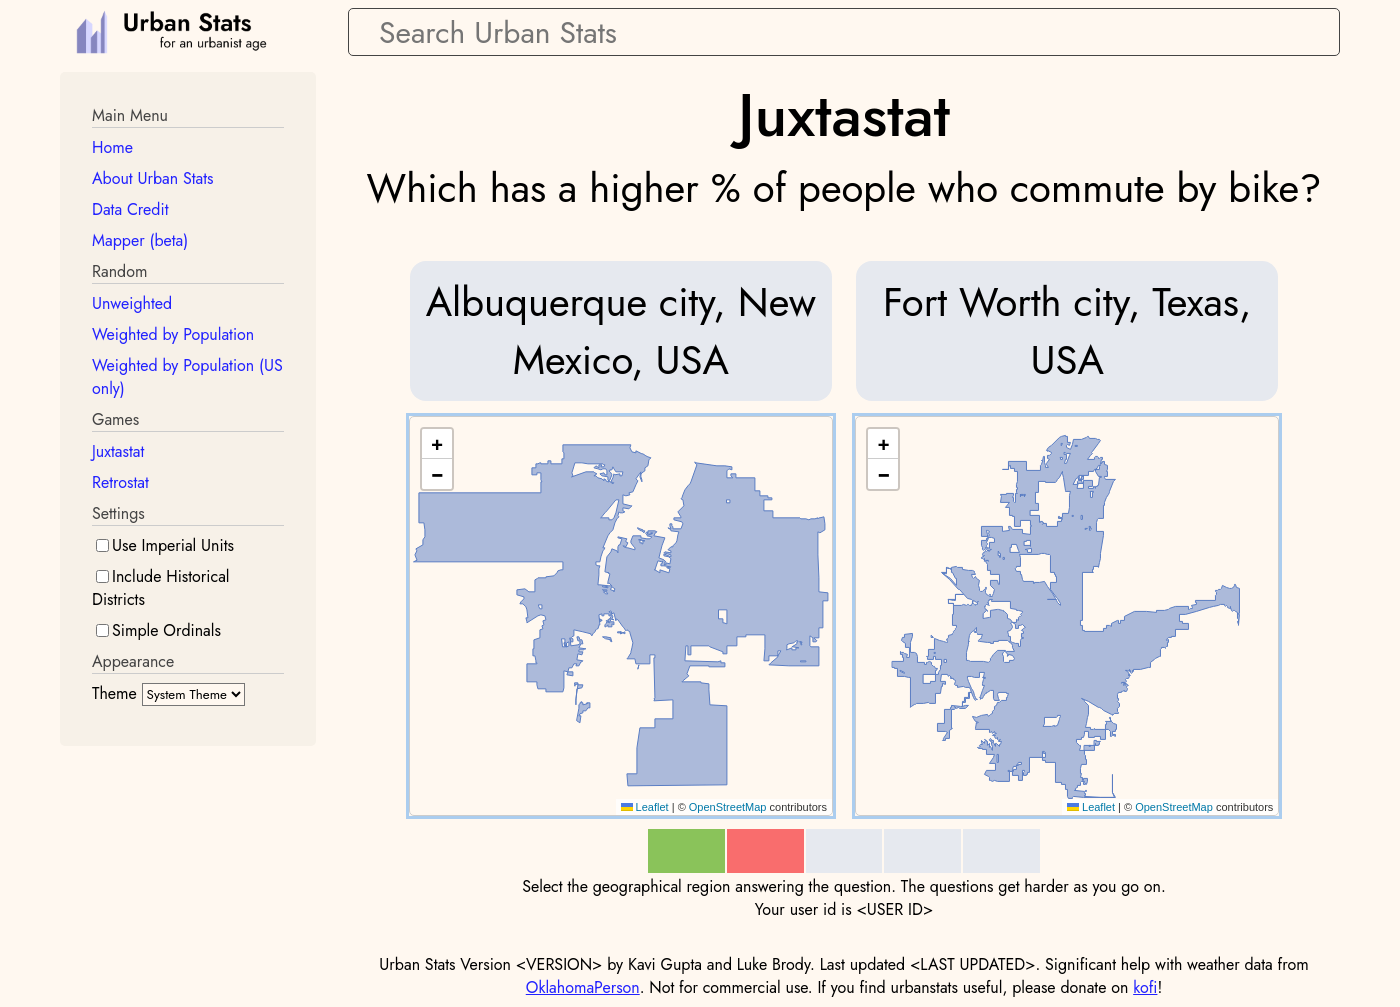 Urban Stats
for an urbanist age
Search Urban Stats
Main Menu
Home
About Urban Stats
Data Credit
Mapper (beta)
Random
Unweighted
Weighted by Population
Weighted by Population (US
only)
Games
Juxtastat
Retrostat
Settings
Use Imperial Units
Include Historical
Districts
Simple Ordinals
Appearance
Theme System Theme
Juxtastat
Which has a higher % of people who commute by bike?
Albuquerque city, New
Mexico, USA
+
−
Leaflet | © OpenStreetMap contributors
Fort Worth city, Texas,
USA
+
−
Leaflet | © OpenStreetMap contributors
Select the geographical region answering the question. The questions get harder as you go on.
Your user id is <USER ID>
Urban Stats Version <VERSION> by Kavi Gupta and Luke Brody. Last updated <LAST UPDATED>. Significant help with weather data from
OklahomaPerson. Not for commercial use. If you find urbanstats useful, please donate on kofi!